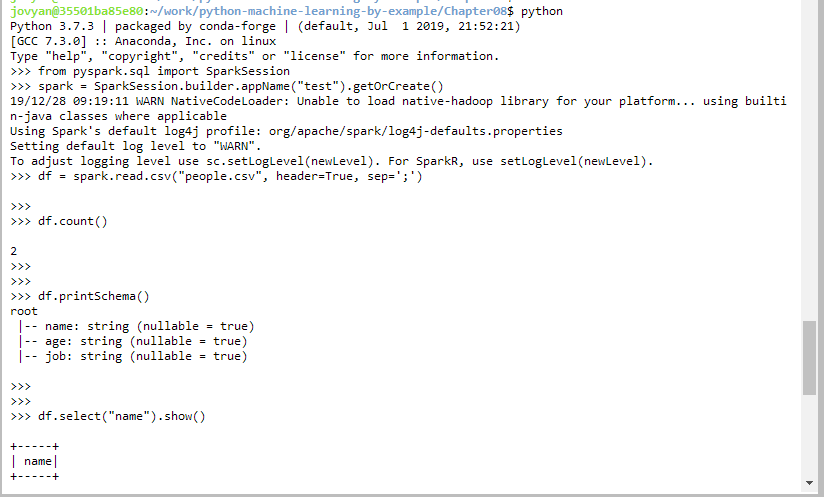 jovyan@35501ba85e80:~/work/python-machine-learning-by-example/Chapter08$ python
Python 3.7.3 | packaged by conda-forge | (default, Jul  1 2019, 21:52:21)
[GCC 7.3.0] :: Anaconda, Inc. on linux
Type "help", "copyright", "credits" or "license" for more information.
>>> from pyspark.sql import SparkSession
>>> spark = SparkSession.builder.appName("test").getOrCreate()
19/12/28 09:19:11 WARN NativeCodeLoader: Unable to load native-hadoop library for your platform... using builti
n-java classes where applicable
Using Spark's default log4j profile: org/apache/spark/log4j-defaults.properties
Setting default log level to "WARN".
To adjust logging level use sc.setLogLevel(newLevel). For SparkR, use setLogLevel(newLevel).
>>> df = spark.read.csv("people.csv", header=True, sep=';')
>>>
>>> df.count()
2
>>>
>>>
>>> df.printSchema()
root
 |-- name: string (nullable = true)
 |-- age: string (nullable = true)
 |-- job: string (nullable = true)
>>>
>>>
>>> df.select("name").show()
+-----+
| name|
+-----+